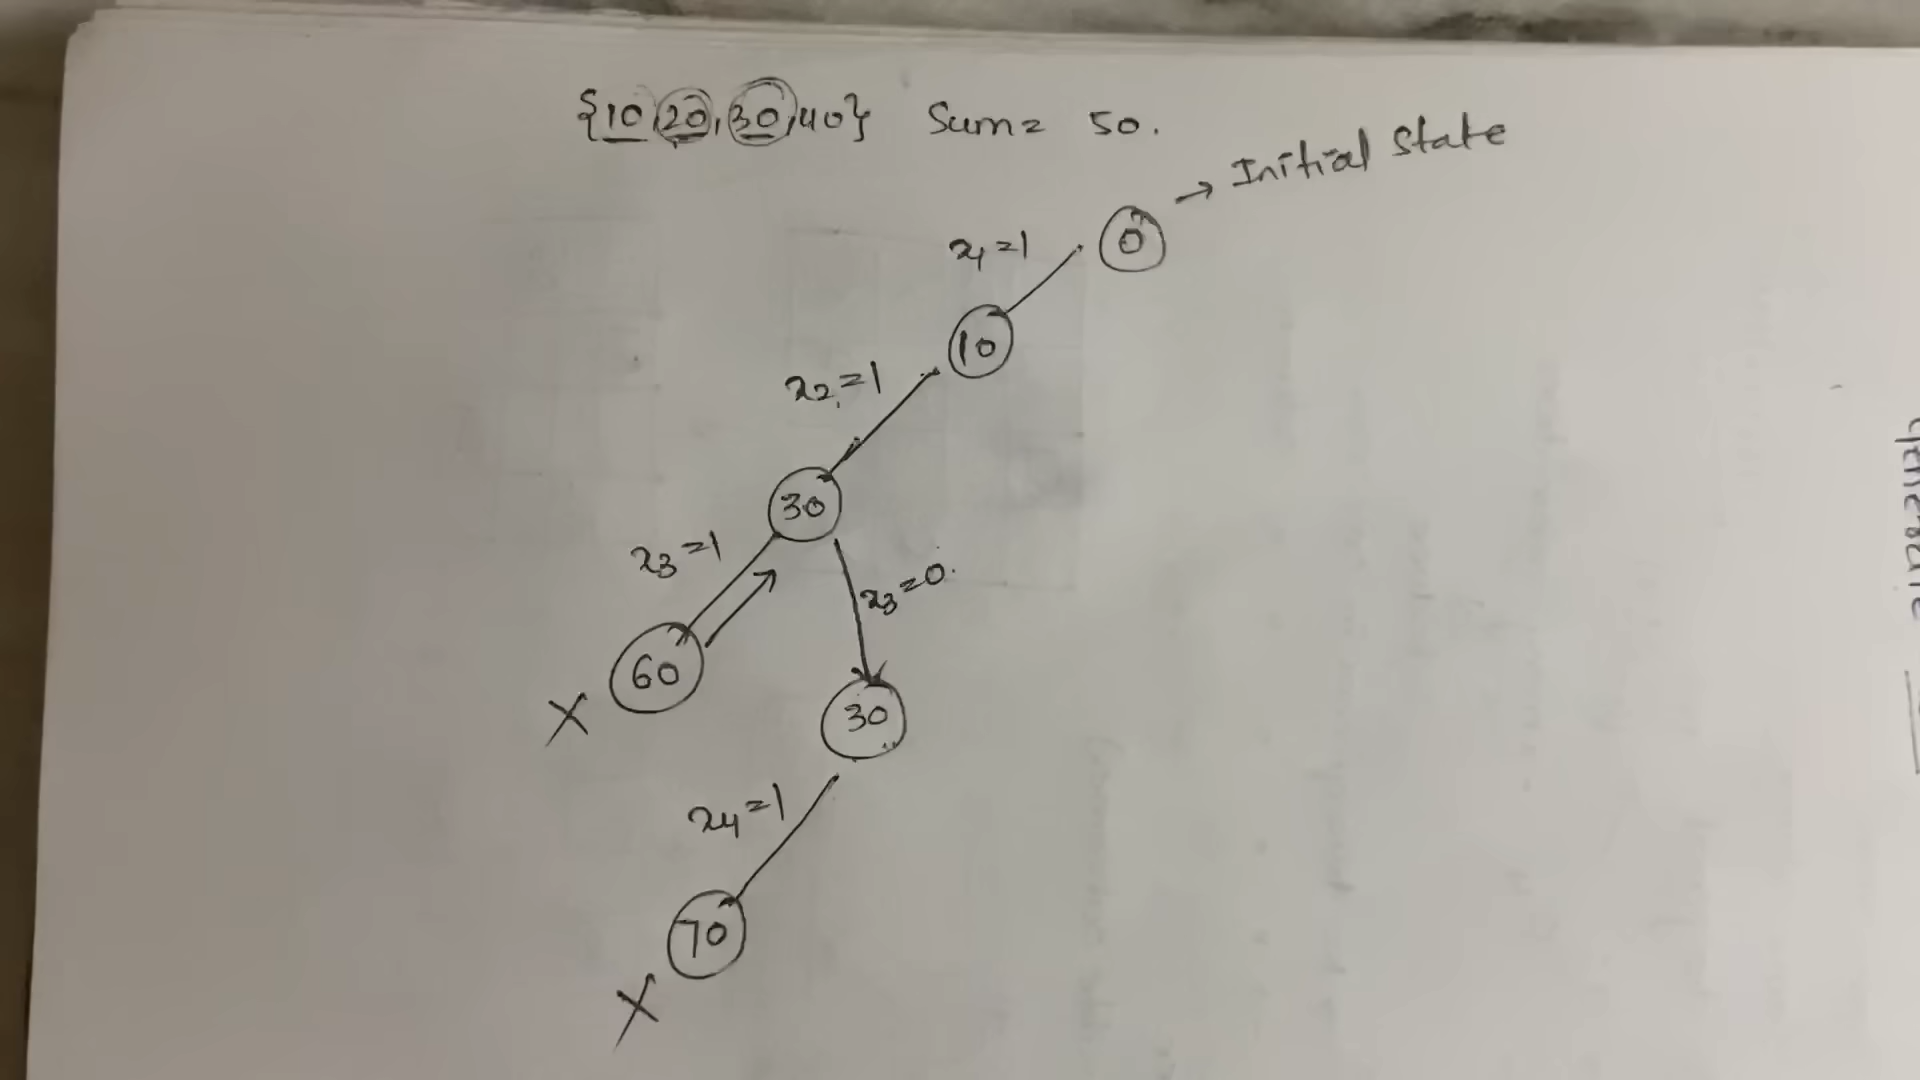 {10,20,30,40} Sum= 50.
→ Initial State
0
x1=1
10
x2=1
30
x3=1
x3=0.
60
X
30
x4=1
70
X